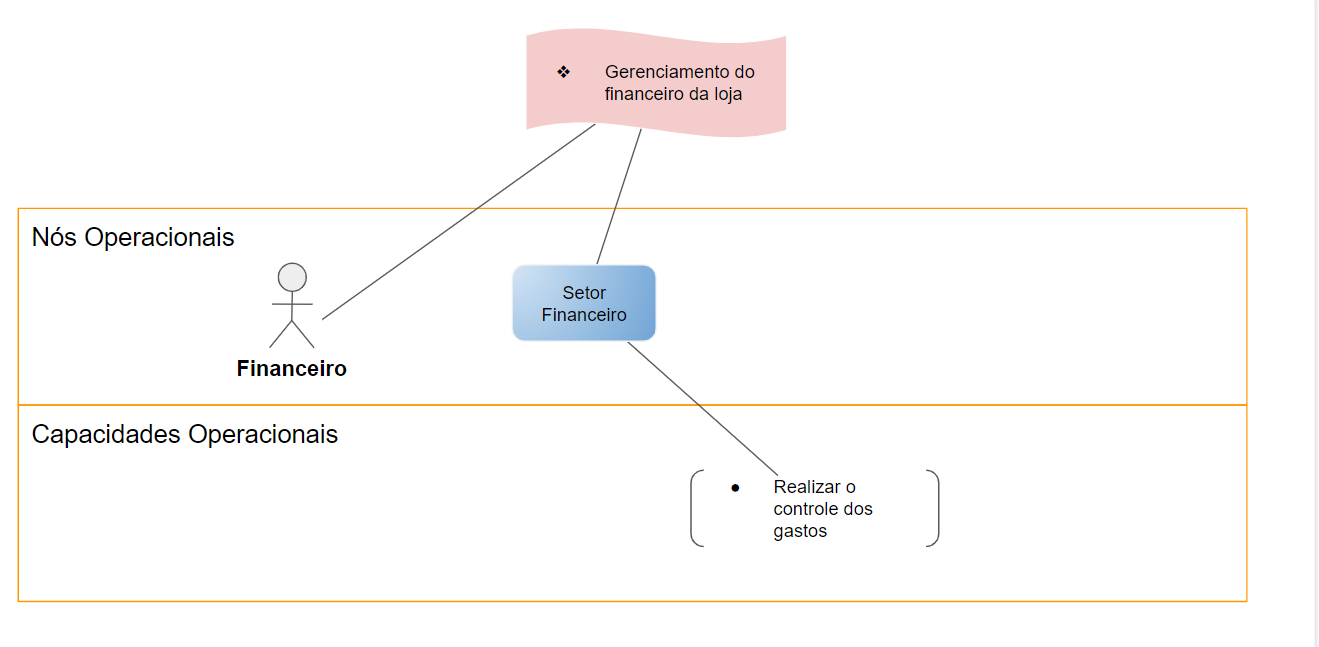 ❖ Gerenciamento do
financeiro da loja
Nós Operacionais
Setor
Financeiro
Financeiro
Capacidades Operacionais
● Realizar o
controle dos
gastos